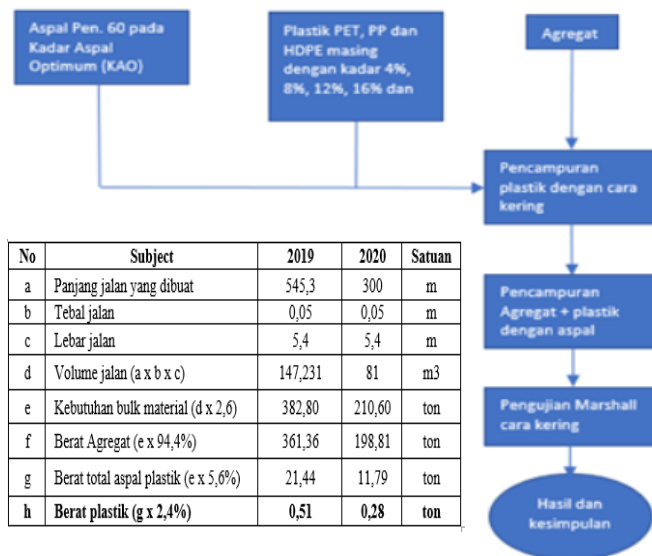 Aspal Pen. 60 pada
Kadar Aspal
Optimum (KAO)
Plastik PET, PP dan
HDPE masing
dengan kadar 4%,
8%, 12%, 16% dan
Agregat
Pencampuran
plastik dengan cara
kering
Pencampuran
Agregat + plastik
dengan aspal
Pengujian Marshall
cara kering
Hasil dan
kesimpulan
No Subject 2019 2020 Satuan
a Panjang jalan yang dibuat 545,3 300 m
b Tebal jalan 0,05 0,05 m
c Lebar jalan 5,4 5,4 m
d Volume jalan (a x b x c) 147,231 81 m3
e Kebutuhan bulk material (d x 2,6) 382,80 210,60 ton
f Berat Agregat (e x 94,4%) 361,36 198,81 ton
g Berat total aspal plastik (e x 5,6%) 21,44 11,79 ton
h Berat plastik (g x 2,4%) 0,51 0,28 ton